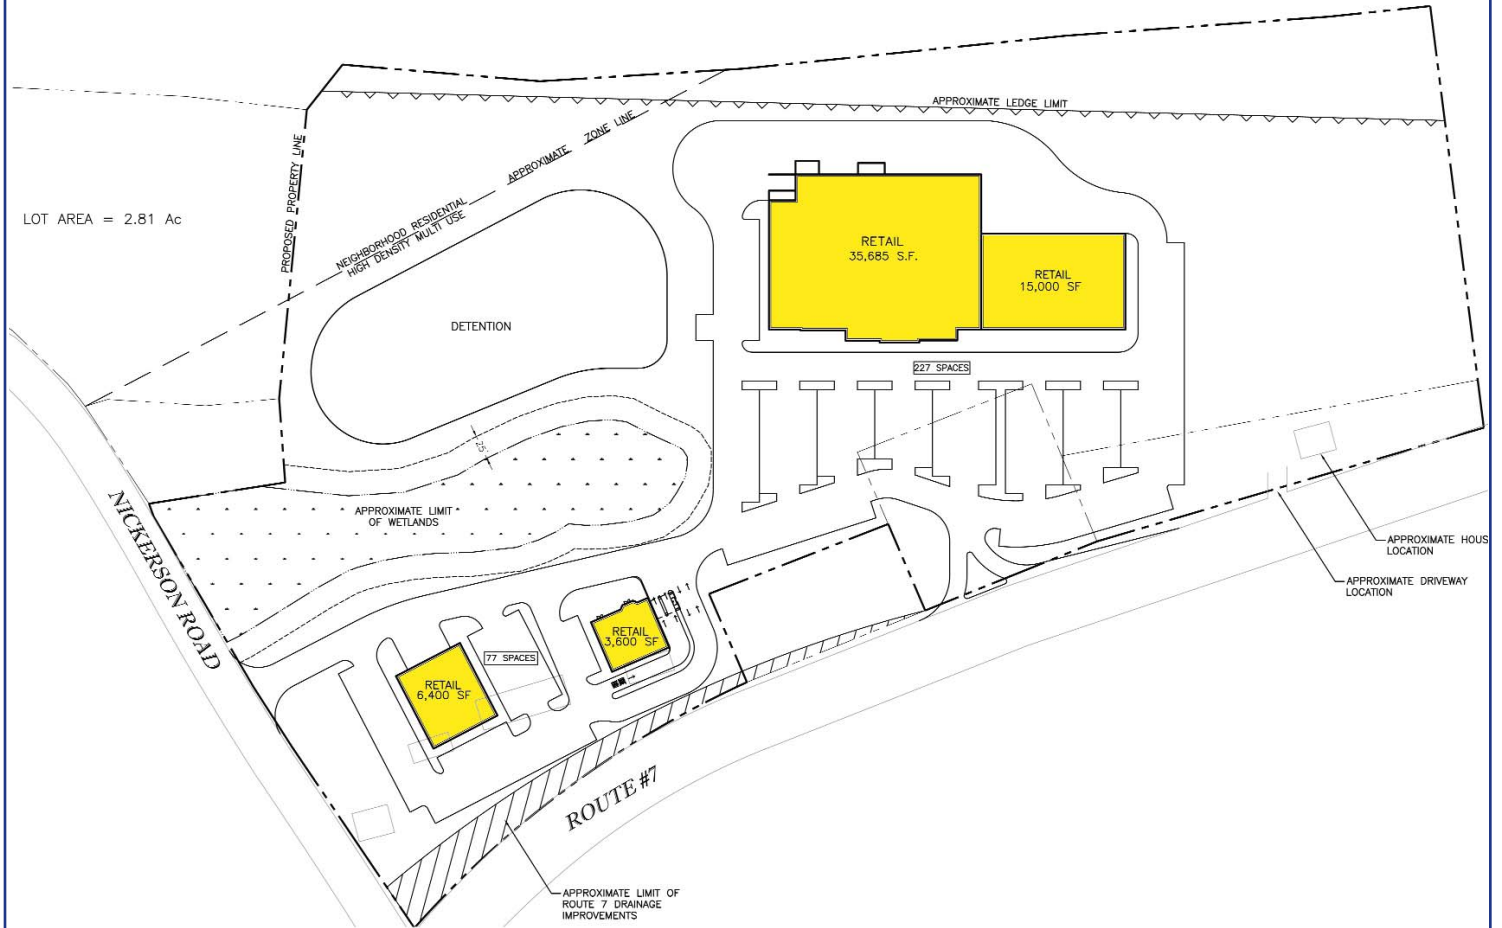 APPROXIMATE LEDGE LIMIT
APPROXIMATE ZONE LINE
PROPOSED PROPERTY LINE
LOT AREA = 2.81 Ac
NEIGHBORHOOD RESIDENTIAL
HIGH DENSITY MULTI USE
RETAIL
35,685 S.F.
RETAIL
15,000 SF
DETENTION
227 SPACES
25'
APPROXIMATE LIMIT
OF WETLANDS
NICKERSON ROAD
APPROXIMATE HOUS
LOCATION
APPROXIMATE DRIVEWAY
LOCATION
RETAIL
3,600 SF
77 SPACES
RETAIL
6,400 SF
ROUTE #7
APPROXIMATE LIMIT OF
ROUTE 7 DRAINAGE
IMPROVEMENTS